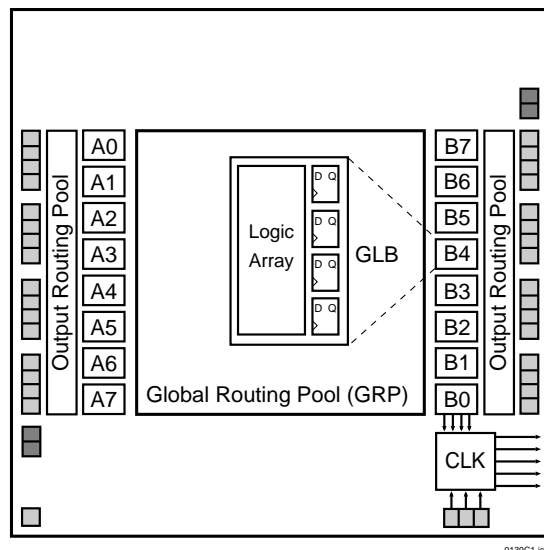 Output Routing Pool
A0
A1
A2
A3
A4
A5
A6
A7
D Q
D Q
D Q
D Q
Logic
Array
GLB
Global Routing Pool (GRP)
B7
B6
B5
B4
B3
B2
B1
B0
Output Routing Pool
CLK